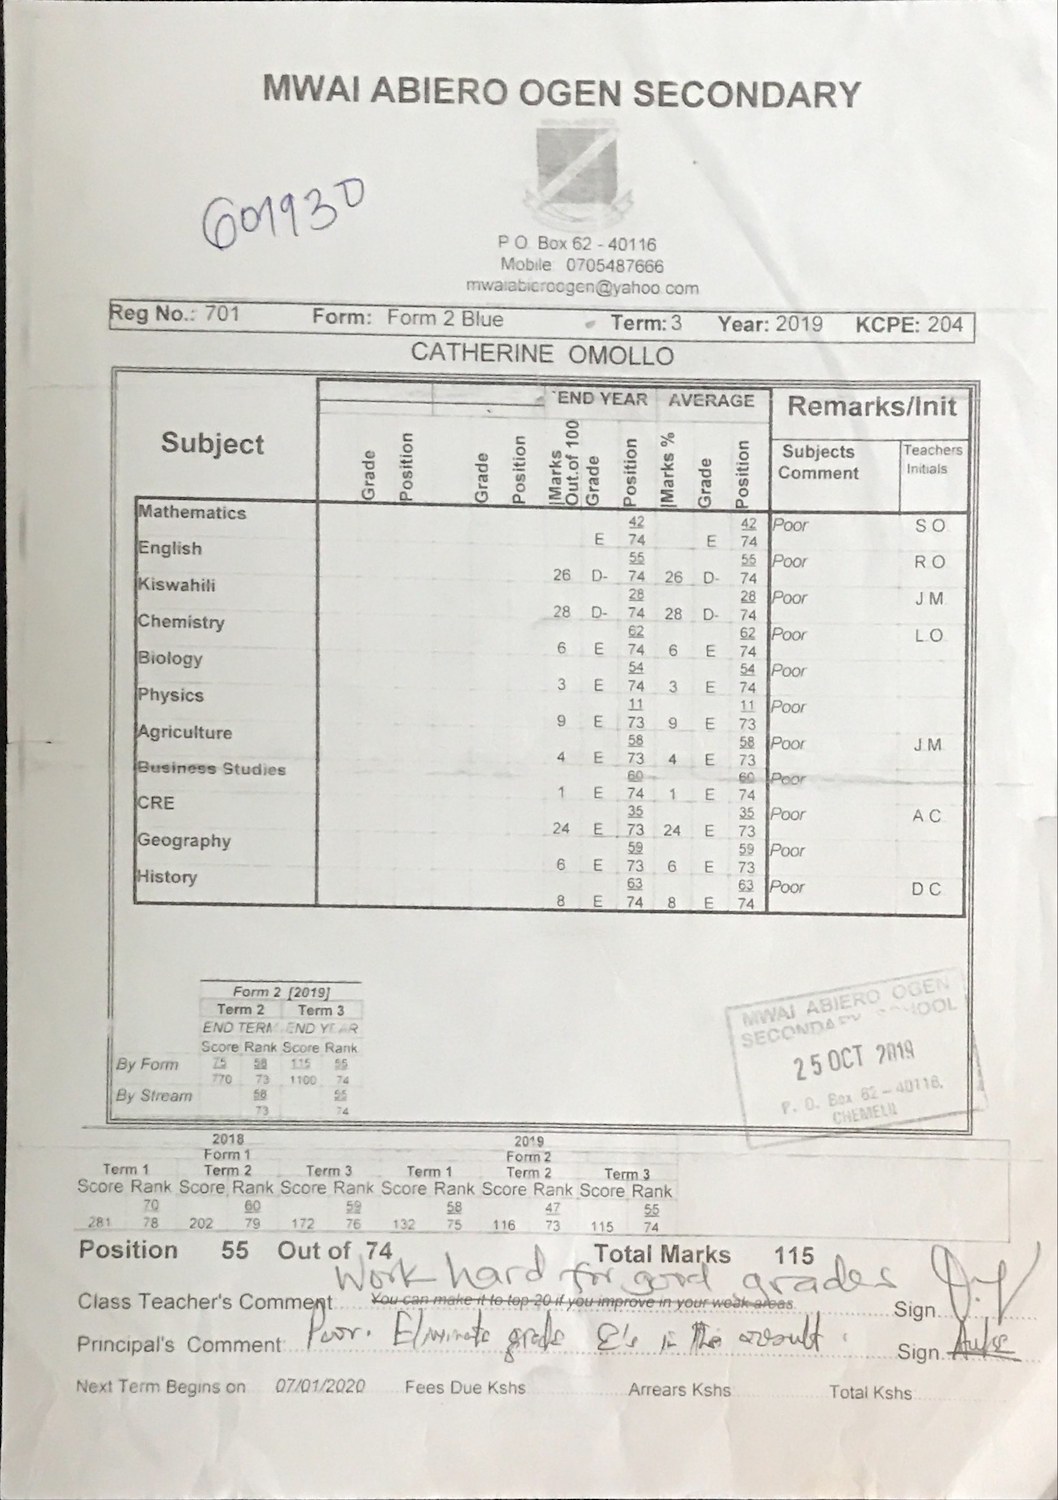 MWAI ABIERO OGEN SECONDARY
601930
P O Box 62 - 40116
Mobile 0705487666
mwaiabieroogen@yahoo.com
Reg No.: 701 Form: Form 2 Blue Term: 3 Year: 2019 KCPE: 204
CATHERINE OMOLLO
Subject END YEAR AVERAGE Remarks/Init
Grade Position Grade Position Marks Out.of 100 Grade Position Marks % Grade Position Subjects Comment Teachers Initials
Mathematics E 42 74 E 42 74 Poor S O
English 26 D- 55 74 26 D- 55 74 Poor R O
Kiswahili 28 D- 28 74 28 D- 28 74 Poor J M
Chemistry 6 E 62 74 6 E 62 74 Poor L O
Biology 3 E 54 74 3 E 54 74 Poor
Physics 9 E 11 73 9 E 11 73 Poor
Agriculture 4 E 58 73 4 E 58 73 Poor J M
Business Studies 1 E 60 74 1 E 60 74 Poor
CRE 24 E 35 73 24 E 35 73 Poor A C
Geography 6 E 59 73 6 E 59 73 Poor
History 8 E 63 74 8 E 63 74 Poor D C
Form 2 [2019]
Term 2 Term 3
END TERM END YEAR
Score Rank Score Rank
By Form 75 58 115 55
770 73 1100 74
By Stream 58 55
73 74
MWAI ABIERO OGEN
SECONDARY SCHOOL
25 OCT 2019
P. O. Box 62 - 40116,
CHEMELIL
2018 2019
Form 1 Form 2
Term 1 Term 2 Term 3 Term 1 Term 2 Term 3
Score Rank Score Rank Score Rank Score Rank Score Rank Score Rank
70 60 59 58 47 55
281 78 202 79 172 76 132 75 116 73 115 74
Position 55 Out of 74 Total Marks 115
Work hard for good grades
Class Teacher's Comment You can make it to top 20 if you improve in your weak areas Sign
Principal's Comment Poor. Eliminate grade E's in the result. Sign
Next Term Begins on 07/01/2020 Fees Due Kshs Arrears Kshs Total Kshs